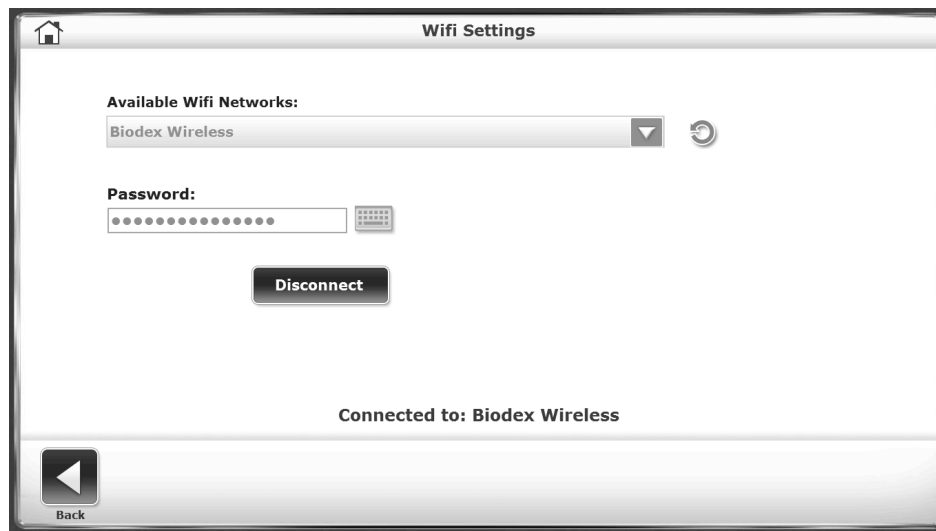 Wifi Settings
Available Wifi Networks:
Biodex Wireless
Password:
Disconnect
Connected to: Biodex Wireless
Back